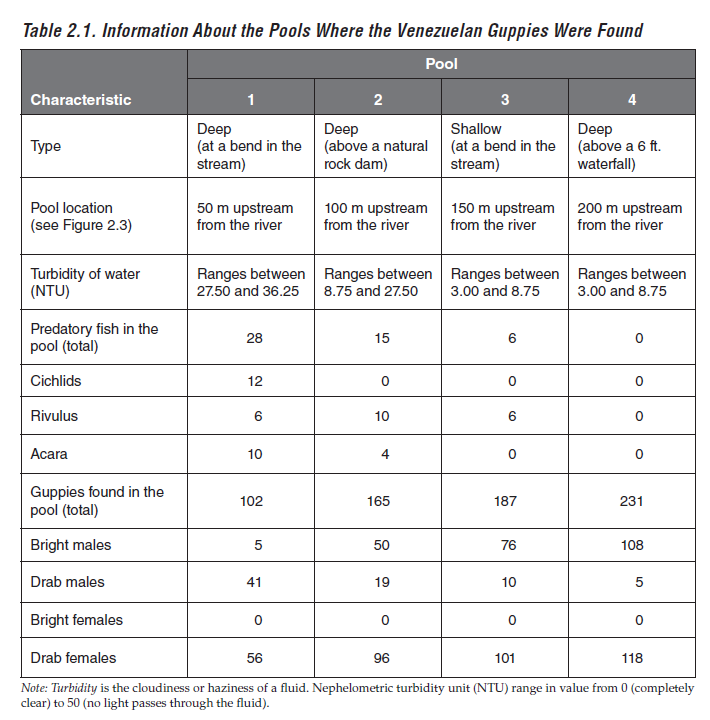 Table 2.1. Information About the Pools Where the Venezuelan Guppies Were Found
Pool
Characteristic 1 2 3 4
Type Deep (at a bend in the stream) Deep (above a natural rock dam) Shallow (at a bend in the stream) Deep (above a 6 ft. waterfall)
Pool location (see Figure 2.3) 50 m upstream from the river 100 m upstream from the river 150 m upstream from the river 200 m upstream from the river
Turbidity of water (NTU) Ranges between 27.50 and 36.25 Ranges between 8.75 and 27.50 Ranges between 3.00 and 8.75 Ranges between 3.00 and 8.75
Predatory fish in the pool (total) 28 15 6 0
Cichlids 12 0 0 0
Rivulus 6 10 6 0
Acara 10 4 0 0
Guppies found in the pool (total) 102 165 187 231
Bright males 5 50 76 108
Drab males 41 19 10 5
Bright females 0 0 0 0
Drab females 56 96 101 118
Note: Turbidity is the cloudiness or haziness of a fluid. Nephelometric turbidity unit (NTU) range in value from 0 (completely
clear) to 50 (no light passes through the fluid).